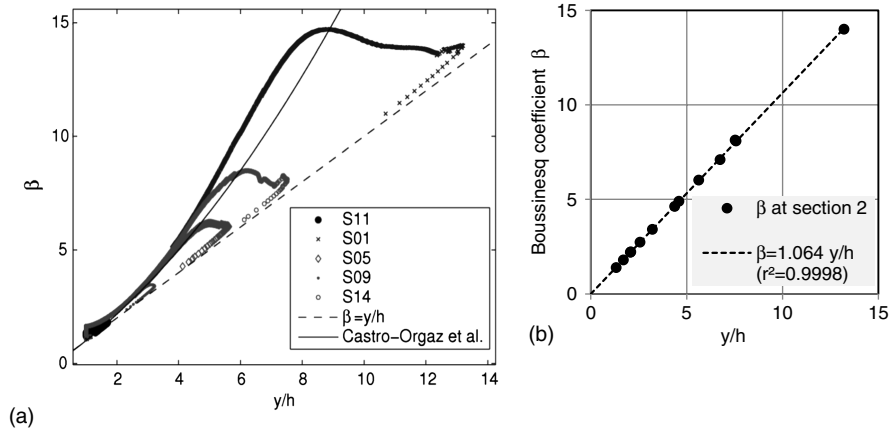 15
10
5
0
β
2
4
6
8
10
12
14
y/h
S11
S01
S05
S09
S14
β=y/h
Castro-Orgaz et al.
(a)
15
10
5
0
Boussinesq coefficient β
0
5
10
15
y/h
β at section 2
β=1.064 y/h
(r²=0.9998)
(b)